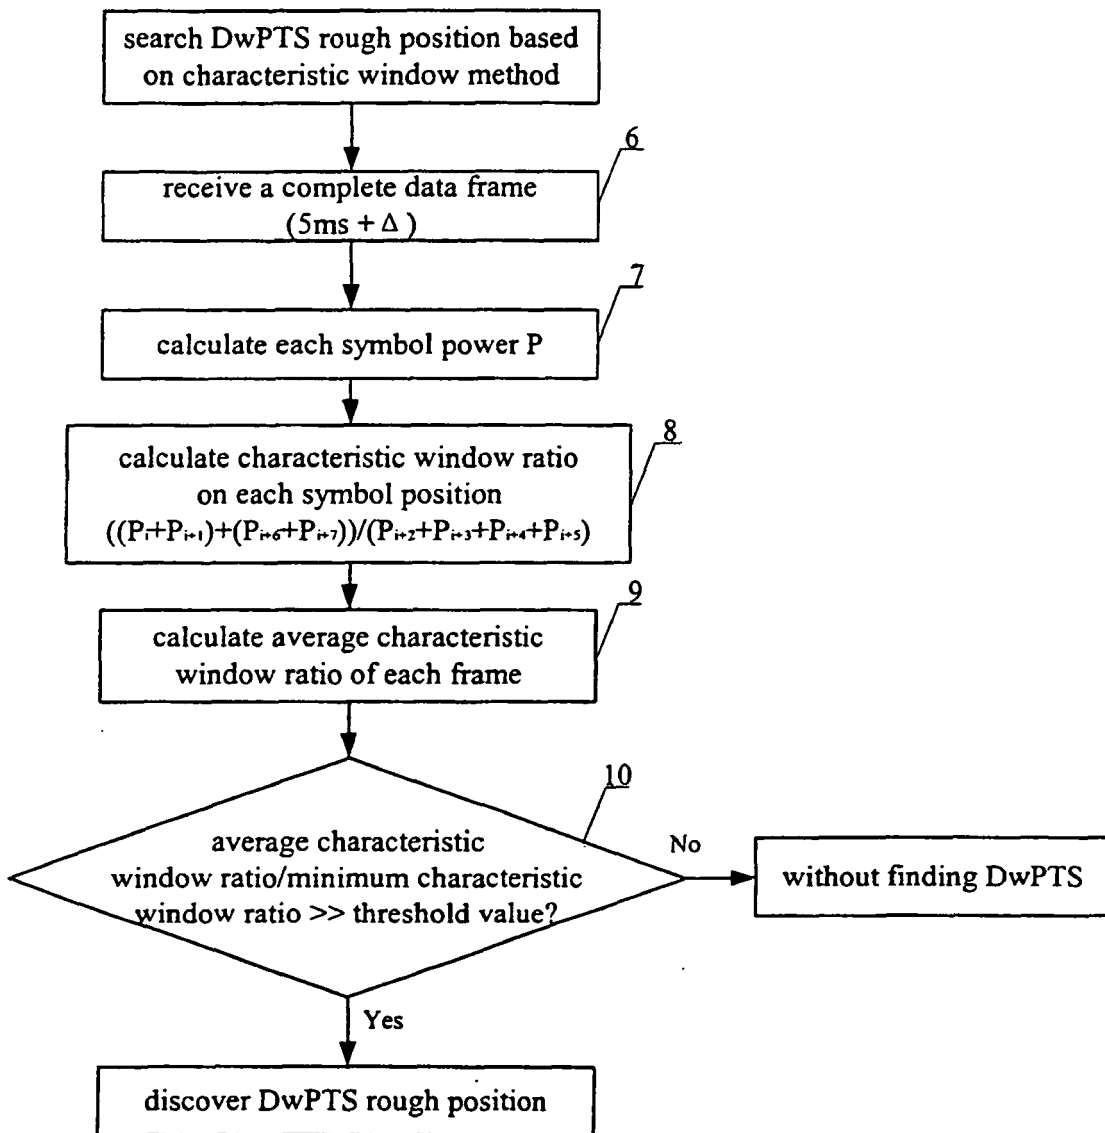 search DwPTS rough position based
on characteristic window method
6
receive a complete data frame
(5ms + Δ )
7
calculate each symbol power P
8
calculate characteristic window ratio
on each symbol position
((Pᵢ+Pᵢ₊₁)+(Pᵢ₊₆+Pᵢ₊₇))/(Pᵢ₊₂+Pᵢ₊₃+Pᵢ₊₄+Pᵢ₊₅)
9
calculate average characteristic
window ratio of each frame
10
average characteristic
window ratio/minimum characteristic
window ratio >> threshold value?
No
without finding DwPTS
Yes
discover DwPTS rough position